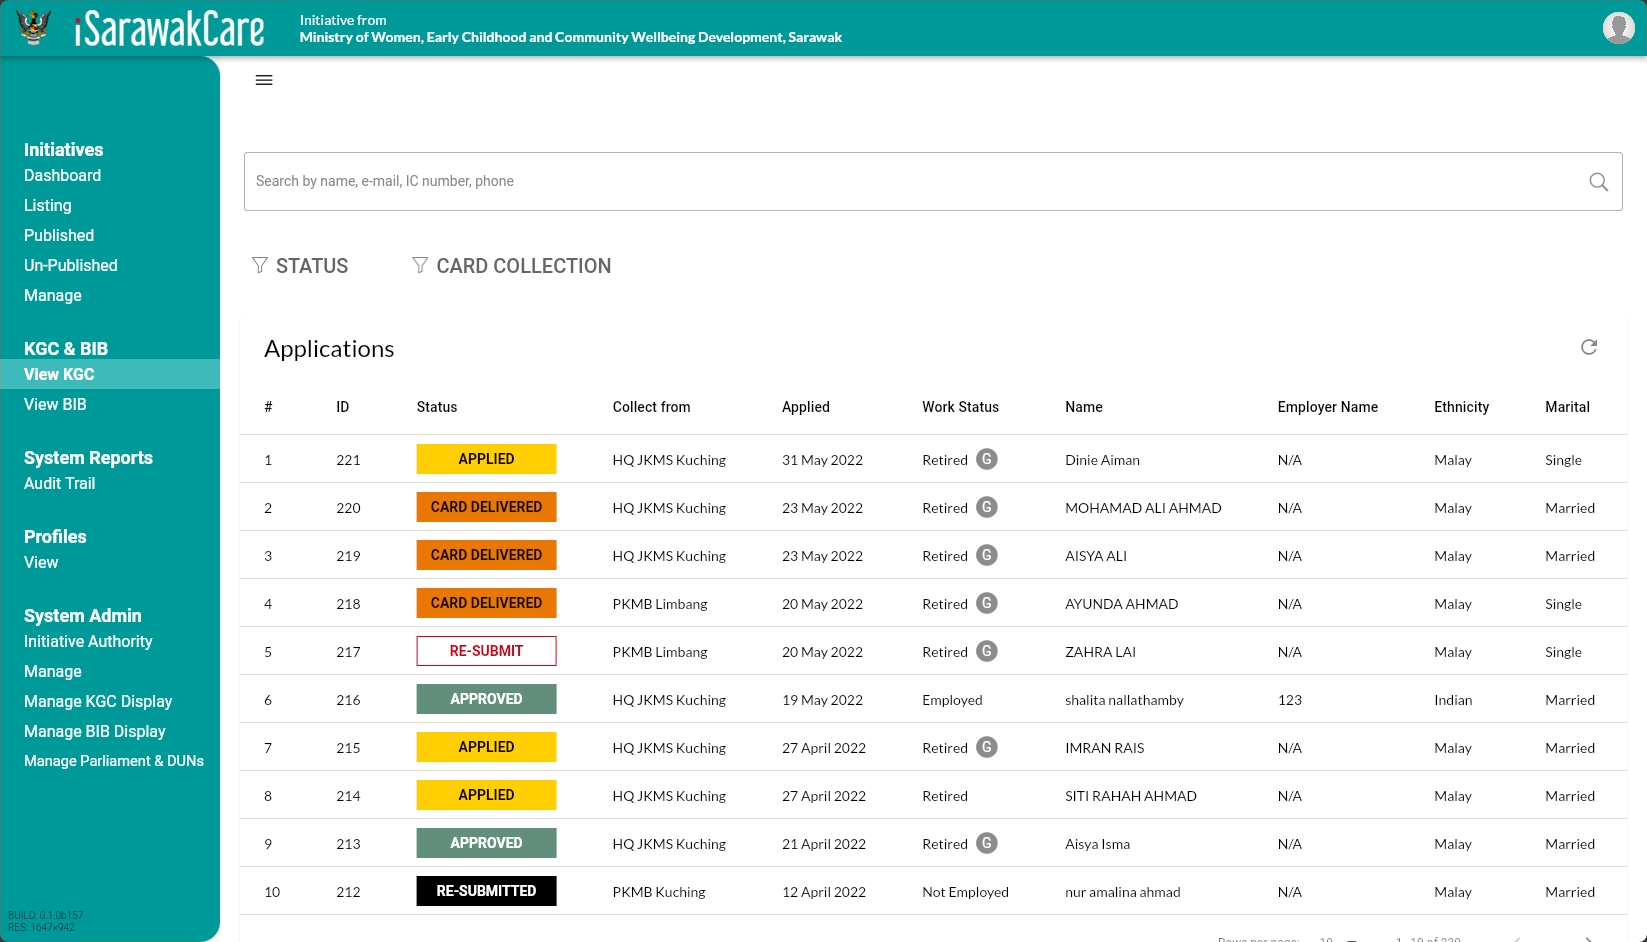 iSarawakCare
Initiative from
Ministry of Women, Early Childhood and Community Wellbeing Development, Sarawak
Initiatives
Dashboard
Listing
Published
Un-Published
Manage
KGC & BIB
View KGC
View BIB
System Reports
Audit Trail
Profiles
View
System Admin
Initiative Authority
Manage
Manage KGC Display
Manage BIB Display
Manage Parliament & DUNs
BUILD: 0.1.0b157
RES: 1647×942
Search by name, e-mail, IC number, phone
STATUS CARD COLLECTION
Applications
# ID Status Collect from Applied Work Status Name Employer Name Ethnicity Marital
1 221 APPLIED HQ JKMS Kuching 31 May 2022 Retired G Dinie Aiman N/A Malay Single
2 220 CARD DELIVERED HQ JKMS Kuching 23 May 2022 Retired G MOHAMAD ALI AHMAD N/A Malay Married
3 219 CARD DELIVERED HQ JKMS Kuching 23 May 2022 Retired G AISYA ALI N/A Malay Married
4 218 CARD DELIVERED PKMB Limbang 20 May 2022 Retired G AYUNDA AHMAD N/A Malay Single
5 217 RE-SUBMIT PKMB Limbang 20 May 2022 Retired G ZAHRA LAI N/A Malay Single
6 216 APPROVED HQ JKMS Kuching 19 May 2022 Employed shalita nallathamby 123 Indian Married
7 215 APPLIED HQ JKMS Kuching 27 April 2022 Retired G IMRAN RAIS N/A Malay Married
8 214 APPLIED HQ JKMS Kuching 27 April 2022 Retired SITI RAHAH AHMAD N/A Malay Married
9 213 APPROVED HQ JKMS Kuching 21 April 2022 Retired G Aisya Isma N/A Malay Married
10 212 RE-SUBMITTED PKMB Kuching 12 April 2022 Not Employed nur amalina ahmad N/A Malay Married
Rows per page: 10 1-10 of 220